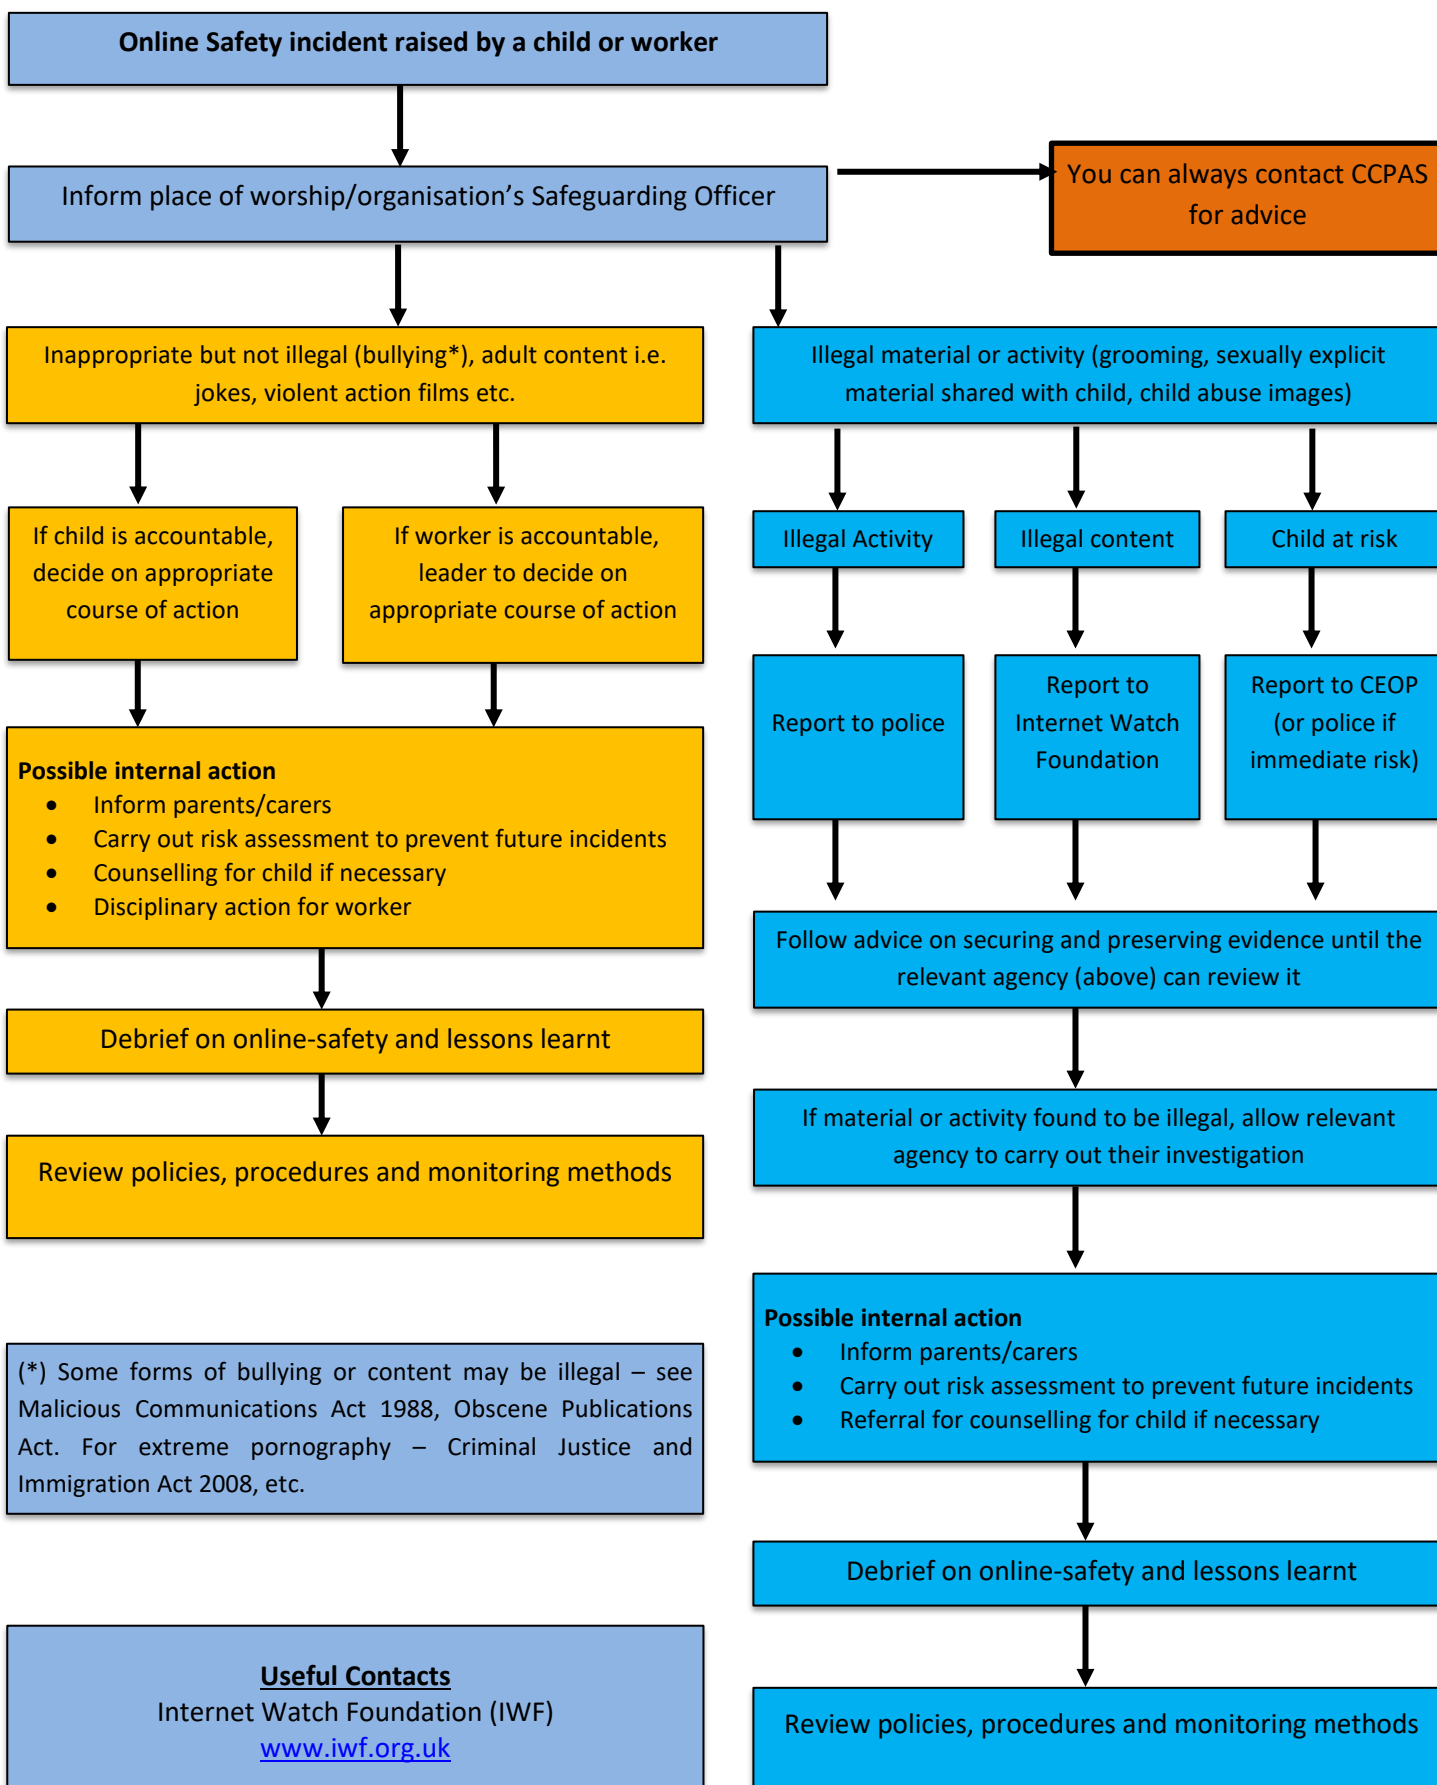 Online Safety incident raised by a child or worker
Inform place of worship/organisation’s Safeguarding Officer
You can always contact CCPAS
for advice
Inappropriate but not illegal (bullying*), adult content i.e.
jokes, violent action films etc.
If child is accountable,
decide on appropriate
course of action
If worker is accountable,
leader to decide on
appropriate course of action
Possible internal action
• Inform parents/carers
• Carry out risk assessment to prevent future incidents
• Counselling for child if necessary
• Disciplinary action for worker
Debrief on online-safety and lessons learnt
Review policies, procedures and monitoring methods
Illegal material or activity (grooming, sexually explicit
material shared with child, child abuse images)
Illegal Activity
Illegal content
Child at risk
Report to police
Report to
Internet Watch
Foundation
Report to CEOP
(or police if
immediate risk)
Follow advice on securing and preserving evidence until the
relevant agency (above) can review it
If material or activity found to be illegal, allow relevant
agency to carry out their investigation
Possible internal action
• Inform parents/carers
• Carry out risk assessment to prevent future incidents
• Referral for counselling for child if necessary
Debrief on online-safety and lessons learnt
Review policies, procedures and monitoring methods
(*) Some forms of bullying or content may be illegal – see
Malicious Communications Act 1988, Obscene Publications
Act. For extreme pornography – Criminal Justice and
Immigration Act 2008, etc.
Useful Contacts
Internet Watch Foundation (IWF)
www.iwf.org.uk